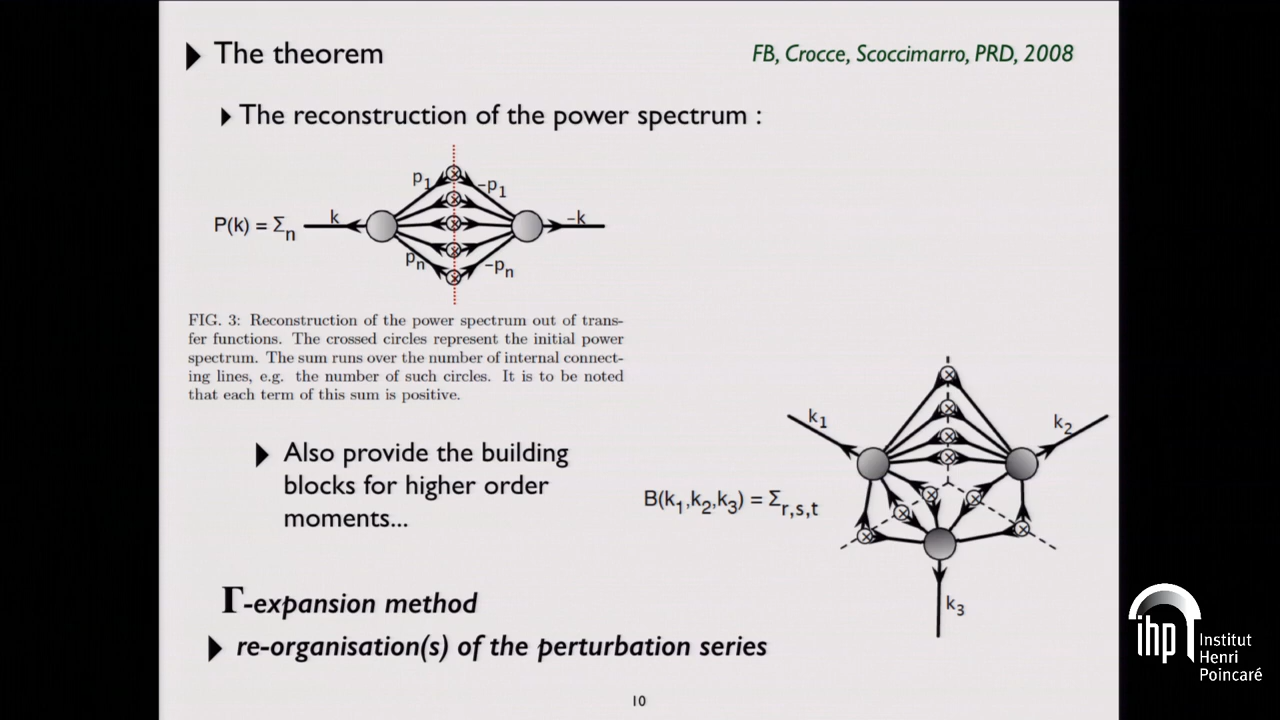 The theorem
FB, Crocce, Scoccimarro, PRD, 2008
The reconstruction of the power spectrum :
P(k) = Σn
k
p1
-p1
pn
-pn
-k
FIG. 3: Reconstruction of the power spectrum out of trans-
fer functions. The crossed circles represent the initial power
spectrum. The sum runs over the number of internal connect-
ing lines, e.g. the number of such circles. It is to be noted
that each term of this sum is positive.
Also provide the building
blocks for higher order
moments...
B(k1,k2,k3) = Σr,s,t
k1
k2
k3
Γ-expansion method
re-organisation(s) of the perturbation series
10
ihp
Institut
Henri
Poincaré